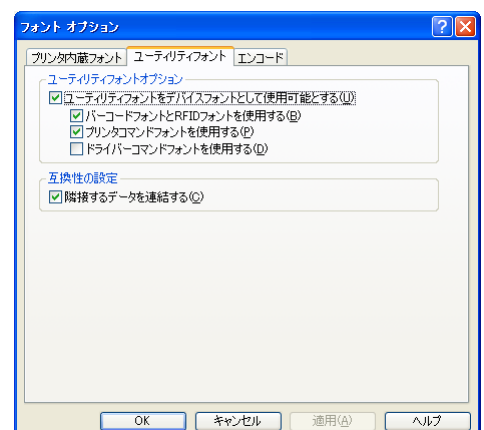 フォント オプション
プリンタ内蔵フォント ユーティリティフォント エンコード
ユーティリティフォントオプション
ユーティリティフォントをデバイスフォントとして使用可能とする(U)
バーコードフォントとRFIDフォントを使用する(B)
プリンタコマンドフォントを使用する(P)
ドライバーコマンドフォントを使用する(D)
互換性の設定
隣接するデータを連結する(C)
OK キャンセル 適用(A) ヘルプ